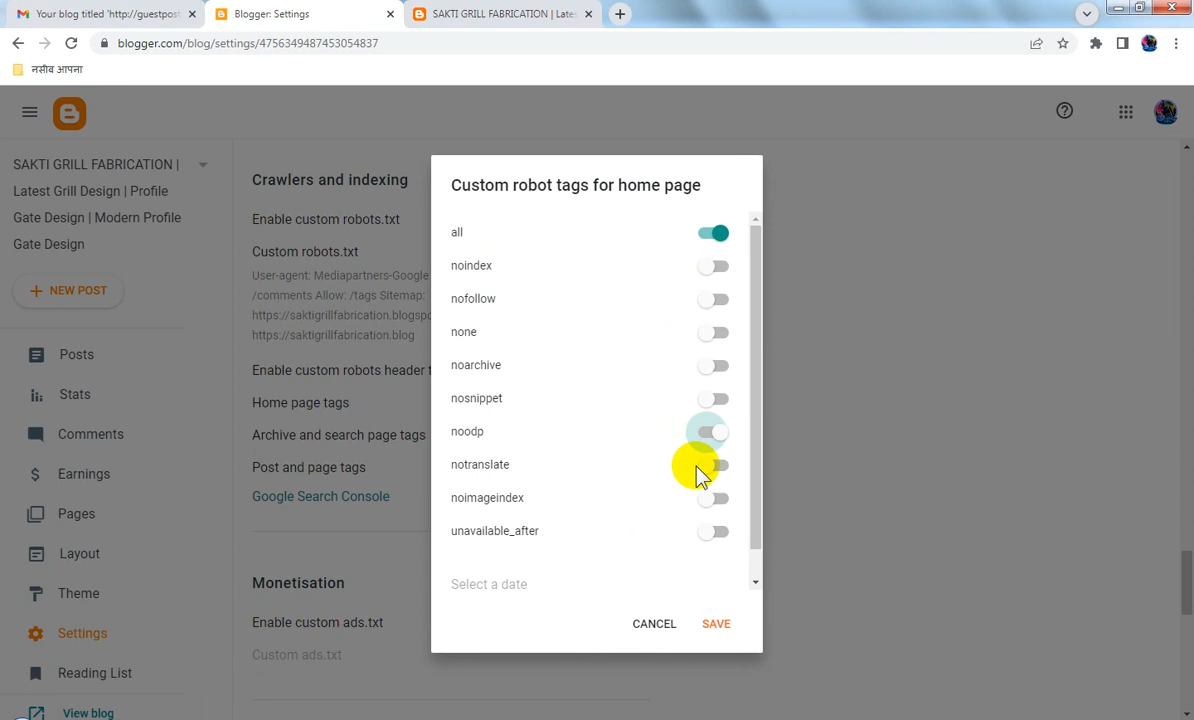 Your blog titled 'http://guestpost
Blogger: Settings
SAKTI GRILL FABRICATION | Lates
blogger.com/blog/settings/4756349487453054837
नसीब आपना
SAKTI GRILL FABRICATION |
Latest Grill Design | Profile
Gate Design | Modern Profile
Gate Design
NEW POST
Posts
Stats
Comments
Earnings
Pages
Layout
Theme
Settings
Reading List
View blog
Crawlers and indexing
Enable custom robots.txt
Custom robots.txt
User-agent: Mediapartners-Google
/comments Allow: /tags Sitemap:
https://saktigrillfabrication.blogspo
https://saktigrillfabrication.blog
Enable custom robots header t
Home page tags
Archive and search page tags
Post and page tags
Google Search Console
Monetisation
Enable custom ads.txt
Custom ads.txt
Custom robot tags for home page
all
noindex
nofollow
none
noarchive
nosnippet
noodp
notranslate
noimageindex
unavailable_after
Select a date
CANCEL SAVE